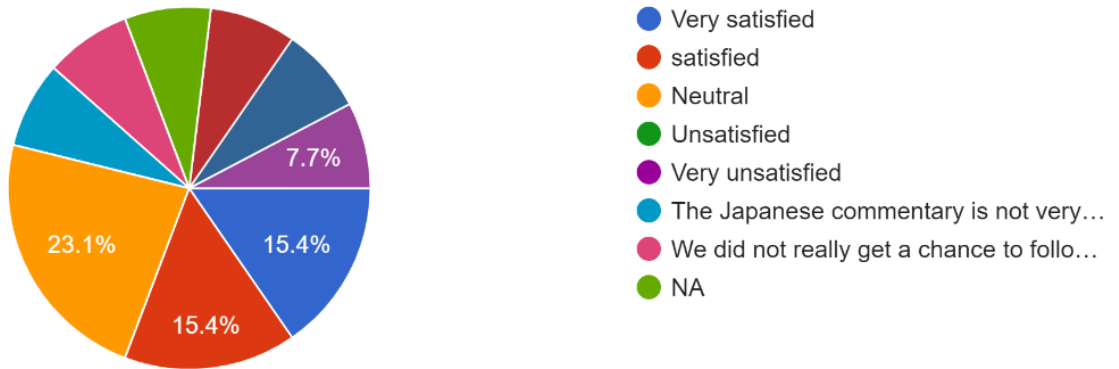 Very satisfied
satisfied
Neutral
Unsatisfied
Very unsatisfied
The Japanese commentary is not very…
We did not really get a chance to follo…
NA
7.7%
15.4%
23.1%
15.4%